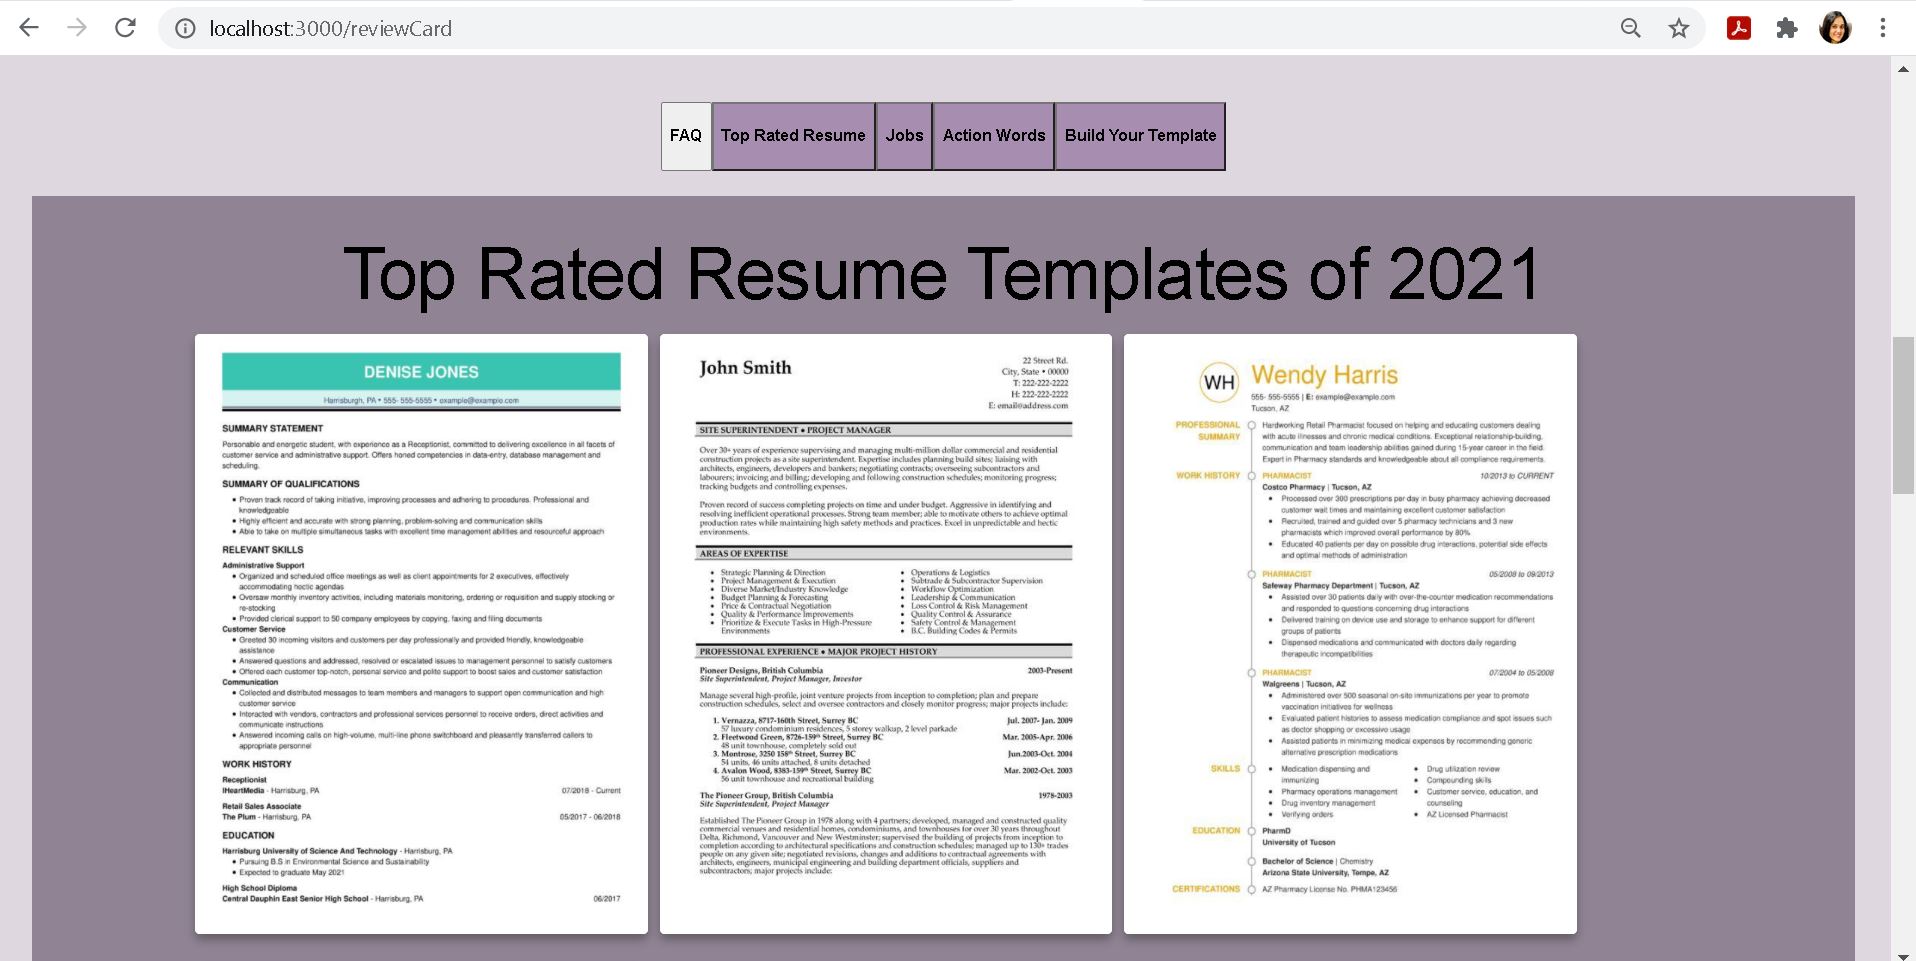 localhost:3000/reviewCard
FAQ Top Rated Resume Jobs Action Words Build Your Template
Top Rated Resume Templates of 2021
DENISE JONES
Harrisburgh, PA • 555- 555-5555 • example@example.com
SUMMARY STATEMENT
Personable and energetic student, with experience as a Receptionist, committed to delivering excellence in all facets of
customer service and administrative support. Offers honed competencies in data-entry, database management and
scheduling.
SUMMARY OF QUALIFICATIONS
• Proven track record of taking initiative, improving processes and adhering to procedures. Professional and
knowledgeable
• Highly efficient and accurate with strong planning, problem-solving and communication skills
• Able to take on multiple simultaneous tasks with excellent time management abilities and resourceful approach
RELEVANT SKILLS
Administrative Support
• Organized and scheduled office meetings as well as client appointments for 2 executives, effectively
accommodating hectic agendas
• Oversaw monthly inventory activities, including materials monitoring, ordering or requisition and supply stocking or
re-stocking
• Provided clerical support to 50 company employees by copying, faxing and filing documents
Customer Service
• Greeted 30 incoming visitors and customers per day professionally and provided friendly, knowledgeable
assistance
• Answered questions and addressed, resolved or escalated issues to management personnel to satisfy customers
• Offered each customer top-notch, personal service and polite support to boost sales and customer satisfaction
Communication
• Collected and distributed messages to team members and managers to support open communication and high
customer service
• Interacted with vendors, contractors and professional services personnel to receive orders, direct activities and
communicate instructions
• Answered incoming calls on high-volume, multi-line phone switchboard and pleasantly transferred callers to
appropriate personnel
WORK HISTORY
Receptionist
IHeartMedia - Harrisburg, PA 07/2018 - Current
Retail Sales Associate
The Plum - Harrisburg, PA 05/2017 - 06/2018
EDUCATION
Harrisburg University of Science And Technology - Harrisburg, PA
• Pursuing B.S in Environmental Science and Sustainability
• Expected to graduate May 2021
High School Diploma
Central Dauphin East Senior High School - Harrisburg, PA 06/2017
John Smith
22 Street Rd.
City, State • 00000
T: 222-222-2222
H: 222-222-2222
E: email@address.com
SITE SUPERINTENDENT • PROJECT MANAGER
Over 30+ years of experience supervising and managing multi-million dollar commercial and residential
construction projects as a site superintendent. Expertise includes planning build sites; liaising with
architects, engineers, developers and bankers; negotiating contracts; overseeing subcontractors and
labourers; invoicing and billing; developing and following construction schedules; monitoring progress;
tracking budgets and controlling expenses.
Proven record of success completing projects on time and under budget. Aggressive in identifying and
resolving inefficient operational processes. Strong team member; able to motivate others to achieve optimal
production rates while maintaining high safety methods and practices. Excel in unpredictable and hectic
environments.
AREAS OF EXPERTISE
• Strategic Planning & Direction
• Project Management & Execution
• Diverse Market/Industry Knowledge
• Budget Planning & Forecasting
• Price & Contractual Negotiation
• Quality & Performance Improvements
• Prioritize & Execute Tasks in High-Pressure
Environments
• Operations & Logistics
• Subtrade & Subcontractor Supervision
• Workflow Optimization
• Leadership & Communication
• Loss Control & Risk Management
• Quality Control & Assurance
• Safety Control & Management
• B.C. Building Codes & Permits
PROFESSIONAL EXPERIENCE • MAJOR PROJECT HISTORY
Pioneer Designs, British Columbia 2003-Present
Site Superintendent, Project Manager, Investor
Manage several high-profile, joint venture projects from inception to completion; plan and prepare
construction schedules, select and oversee contractors and closely monitor progress; major projects include:
1. Vernazza, 8717-160th Street, Surrey BC Jul. 2007- Jan. 2009
57 luxury condominium residences, 5 storey walkup, 2 level parkade
2. Fleetwood Green, 8726-159th Street, Surrey BC Mar. 2005-Apr. 2006
48 unit townhouse, completely sold out
3. Montrose, 3250 158th Street, Surrey BC Jun.2003-Oct. 2004
54 units, 46 units attached, 8 units detached
4. Avalon Wood, 8383-159th Street, Surrey BC Mar. 2002-Oct. 2003
56 unit townhouse and recreational building
The Pioneer Group, British Columbia 1978-2003
Site Superintendent, Project Manager
Established The Pioneer Group in 1978 along with 4 partners; developed, managed and constructed quality
commercial venues and residential homes, condominiums, and townhouses for over 30 years throughout
Delta, Richmond, Vancouver and New Westminster; supervised the building of projects from inception to
completion according to architectural specifications and construction schedules; managed up to 130+ trades
people on any given site; negotiated revisions, changes and additions to contractual agreements with
architects, engineers, municipal engineering and building department officials, suppliers and
subcontractors; major projects include:
WH
Wendy Harris
555- 555-5555 | E: example@example.com
Tucson, AZ
PROFESSIONAL
SUMMARY
Hardworking Retail Pharmacist focused on helping and educating customers dealing
with acute illnesses and chronic medical conditions. Exceptional relationship-building,
communication and team leadership abilities gained during 15-year career in the field.
Expert in Pharmacy standards and knowledgeable about all compliance requirements.
WORK HISTORY
PHARMACIST 10/2013 to CURRENT
Costco Pharmacy | Tucson, AZ
• Processed over 300 prescriptions per day in busy pharmacy achieving decreased
customer wait times and maintaining excellent customer satisfaction
• Recruited, trained and guided over 5 pharmacy technicians and 3 new
pharmacists which improved overall performance by 80%
• Educated 40 patients per day on possible drug interactions, potential side effects
and optimal methods of administration
PHARMACIST 05/2008 to 09/2013
Safeway Pharmacy Department | Tucson, AZ
• Assisted over 30 patients daily with over-the-counter medication recommendations
and responded to questions concerning drug interactions
• Delivered training on device use and storage to enhance support for different
groups of patients
• Dispensed medications and communicated with doctors daily regarding
therapeutic incompatibilities
PHARMACIST 07/2004 to 05/2008
Walgreens | Tucson, AZ
• Administered over 500 seasonal on-site immunizations per year to promote
vaccination initiatives for wellness
• Evaluated patient histories to assess medication compliance and spot issues such
as doctor shopping or excessive usage
• Assisted patients in minimizing medical expenses by recommending generic
alternative prescription medications
SKILLS
• Medication dispensing and
immunizing
• Pharmacy operations management
• Drug inventory management
• Verifying orders
• Drug utilization review
• Compounding skills
• Customer service, education, and
counseling
• AZ Licensed Pharmacist
EDUCATION
PharmD
University of Tucson
Bachelor of Science | Chemistry
Arizona State University, Tempe, AZ
CERTIFICATIONS
AZ Pharmacy License No. PHMA123456